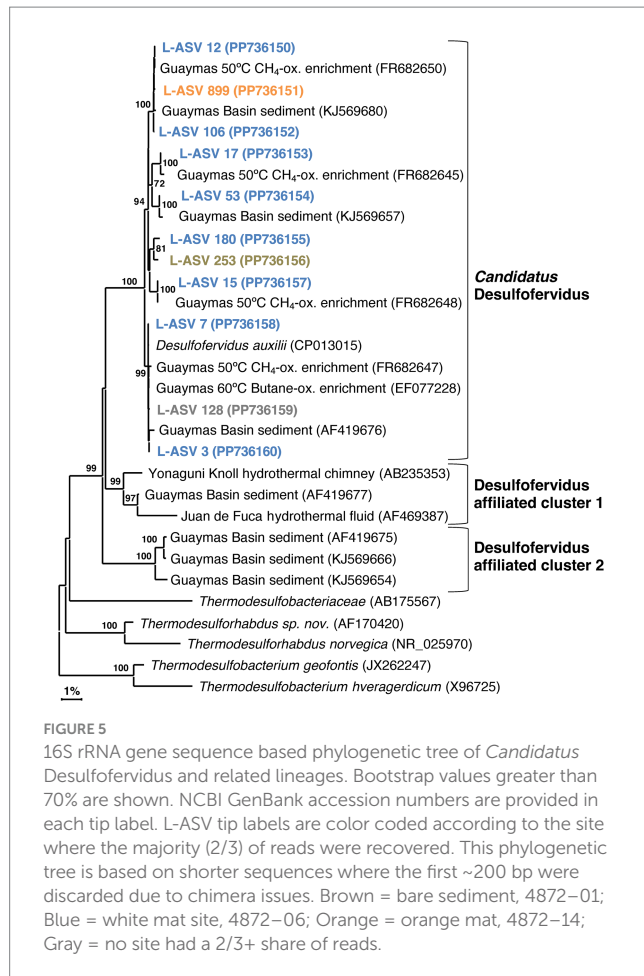 L-ASV 12 (PP736150)
Guaymas 50ºC CH₄-ox. enrichment (FR682650)
L-ASV 899 (PP736151)
100
Guaymas Basin sediment (KJ569680)
L-ASV 106 (PP736152)
L-ASV 17 (PP736153)
100
Guaymas 50ºC CH₄-ox. enrichment (FR682645)
72
L-ASV 53 (PP736154)
94
100
Guaymas Basin sediment (KJ569657)
L-ASV 180 (PP736155)
81
L-ASV 253 (PP736156)
Candidatus
Desulfofervidus
100
L-ASV 15 (PP736157)
100
Guaymas 50ºC CH₄-ox. enrichment (FR682648)
L-ASV 7 (PP736158)
Desulfofervidus auxilii (CP013015)
Guaymas 50ºC CH₄-ox. enrichment (FR682647)
99
Guaymas 60ºC Butane-ox. enrichment (EF077228)
L-ASV 128 (PP736159)
Guaymas Basin sediment (AF419676)
L-ASV 3 (PP736160)
99
Yonaguni Knoll hydrothermal chimney (AB235353)
99
Guaymas Basin sediment (AF419677)
97
Juan de Fuca hydrothermal fluid (AF469387)
Desulfofervidus
affiliated cluster 1
Guaymas Basin sediment (AF419675)
100
Guaymas Basin sediment (KJ569666)
100
Guaymas Basin sediment (KJ569654)
Desulfofervidus
affiliated cluster 2
Thermodesulfobacteriaceae (AB175567)
Thermodesulforhabdus sp. nov. (AF170420)
100
Thermodesulforhabdus norvegica (NR_025970)
Thermodesulfobacterium geofontis (JX262247)
100
Thermodesulfobacterium hveragerdicum (X96725)
1%
FIGURE 5
16S rRNA gene sequence based phylogenetic tree of Candidatus
Desulfofervidus and related lineages. Bootstrap values greater than
70% are shown. NCBI GenBank accession numbers are provided in
each tip label. L-ASV tip labels are color coded according to the site
where the majority (2/3) of reads were recovered. This phylogenetic
tree is based on shorter sequences where the first ~200 bp were
discarded due to chimera issues. Brown = bare sediment, 4872–01;
Blue = white mat site, 4872–06; Orange = orange mat, 4872–14;
Gray = no site had a 2/3+ share of reads.